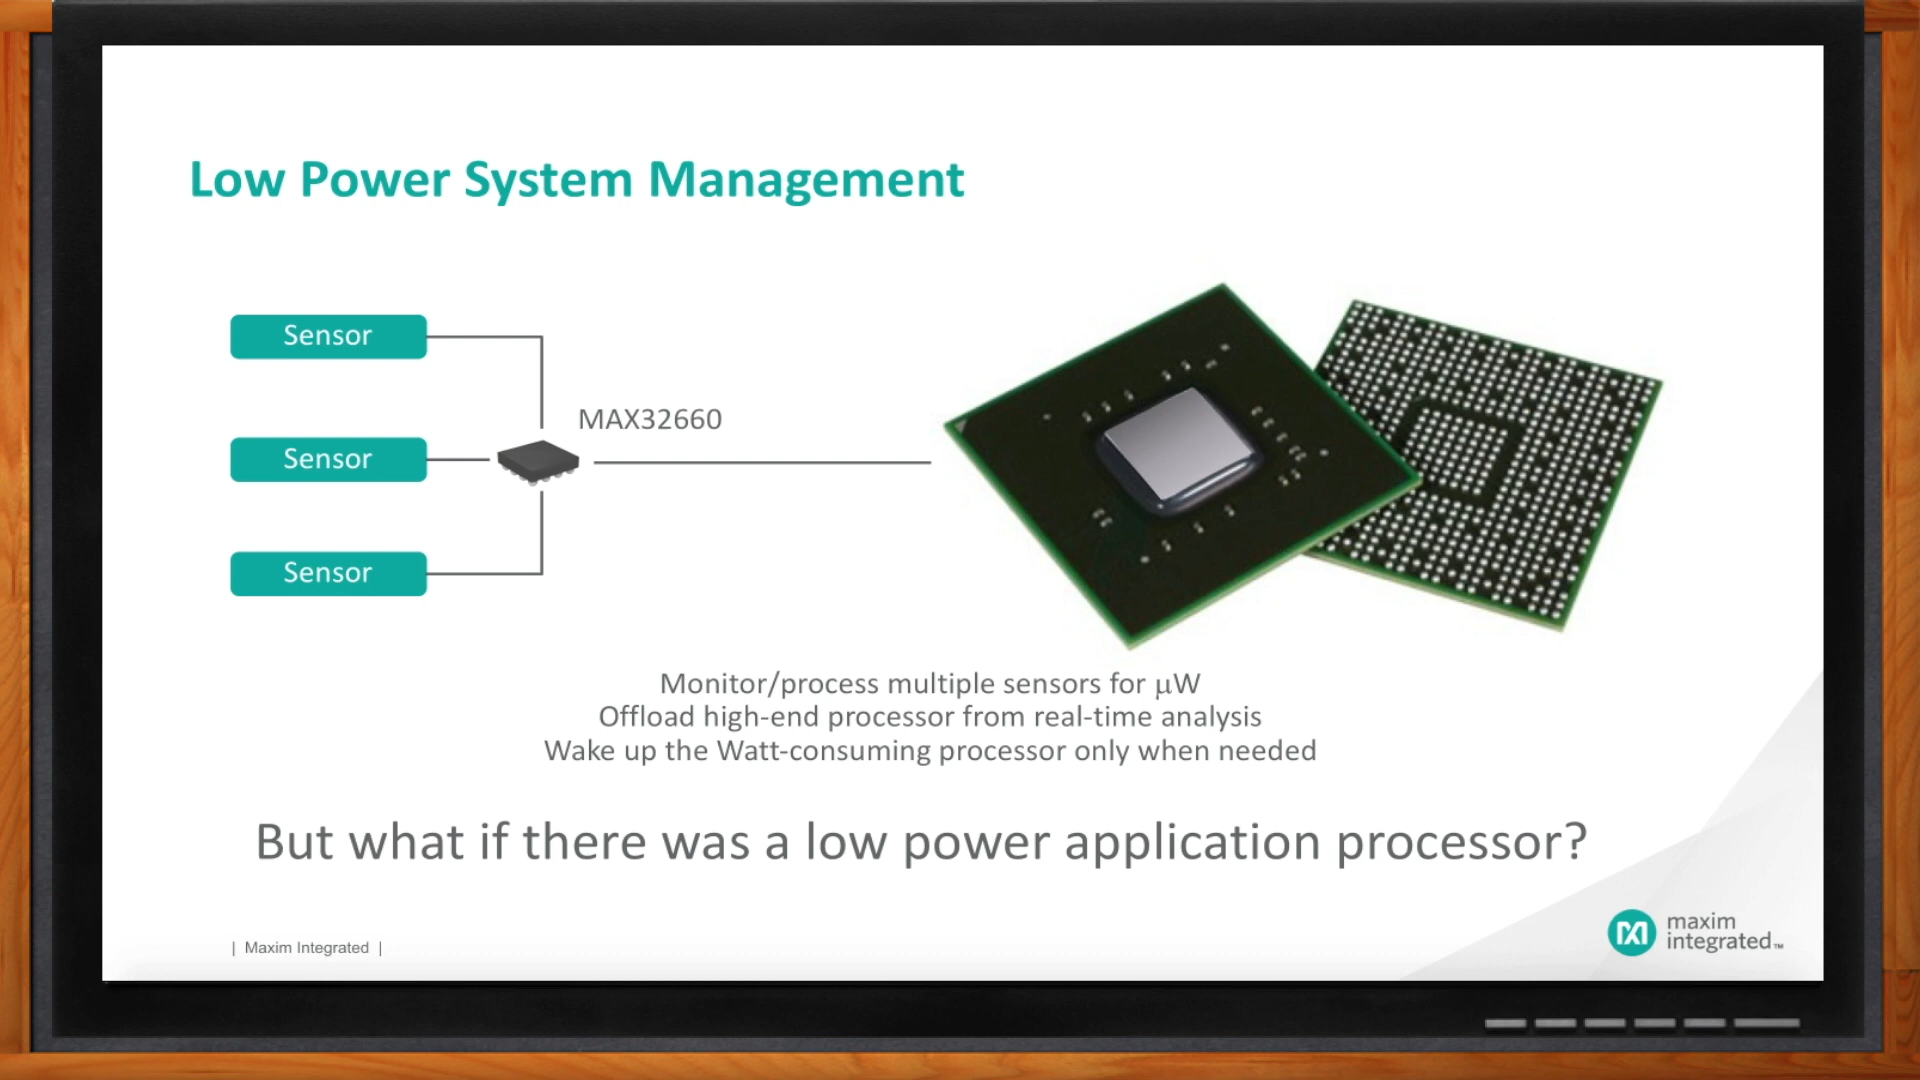 Low Power System Management
Sensor
MAX32660
Sensor
Sensor
Monitor/process multiple sensors for μW
Offload high-end processor from real-time analysis
Wake up the Watt-consuming processor only when needed
But what if there was a low power application processor?
| Maxim Integrated |
maxim
integrated™